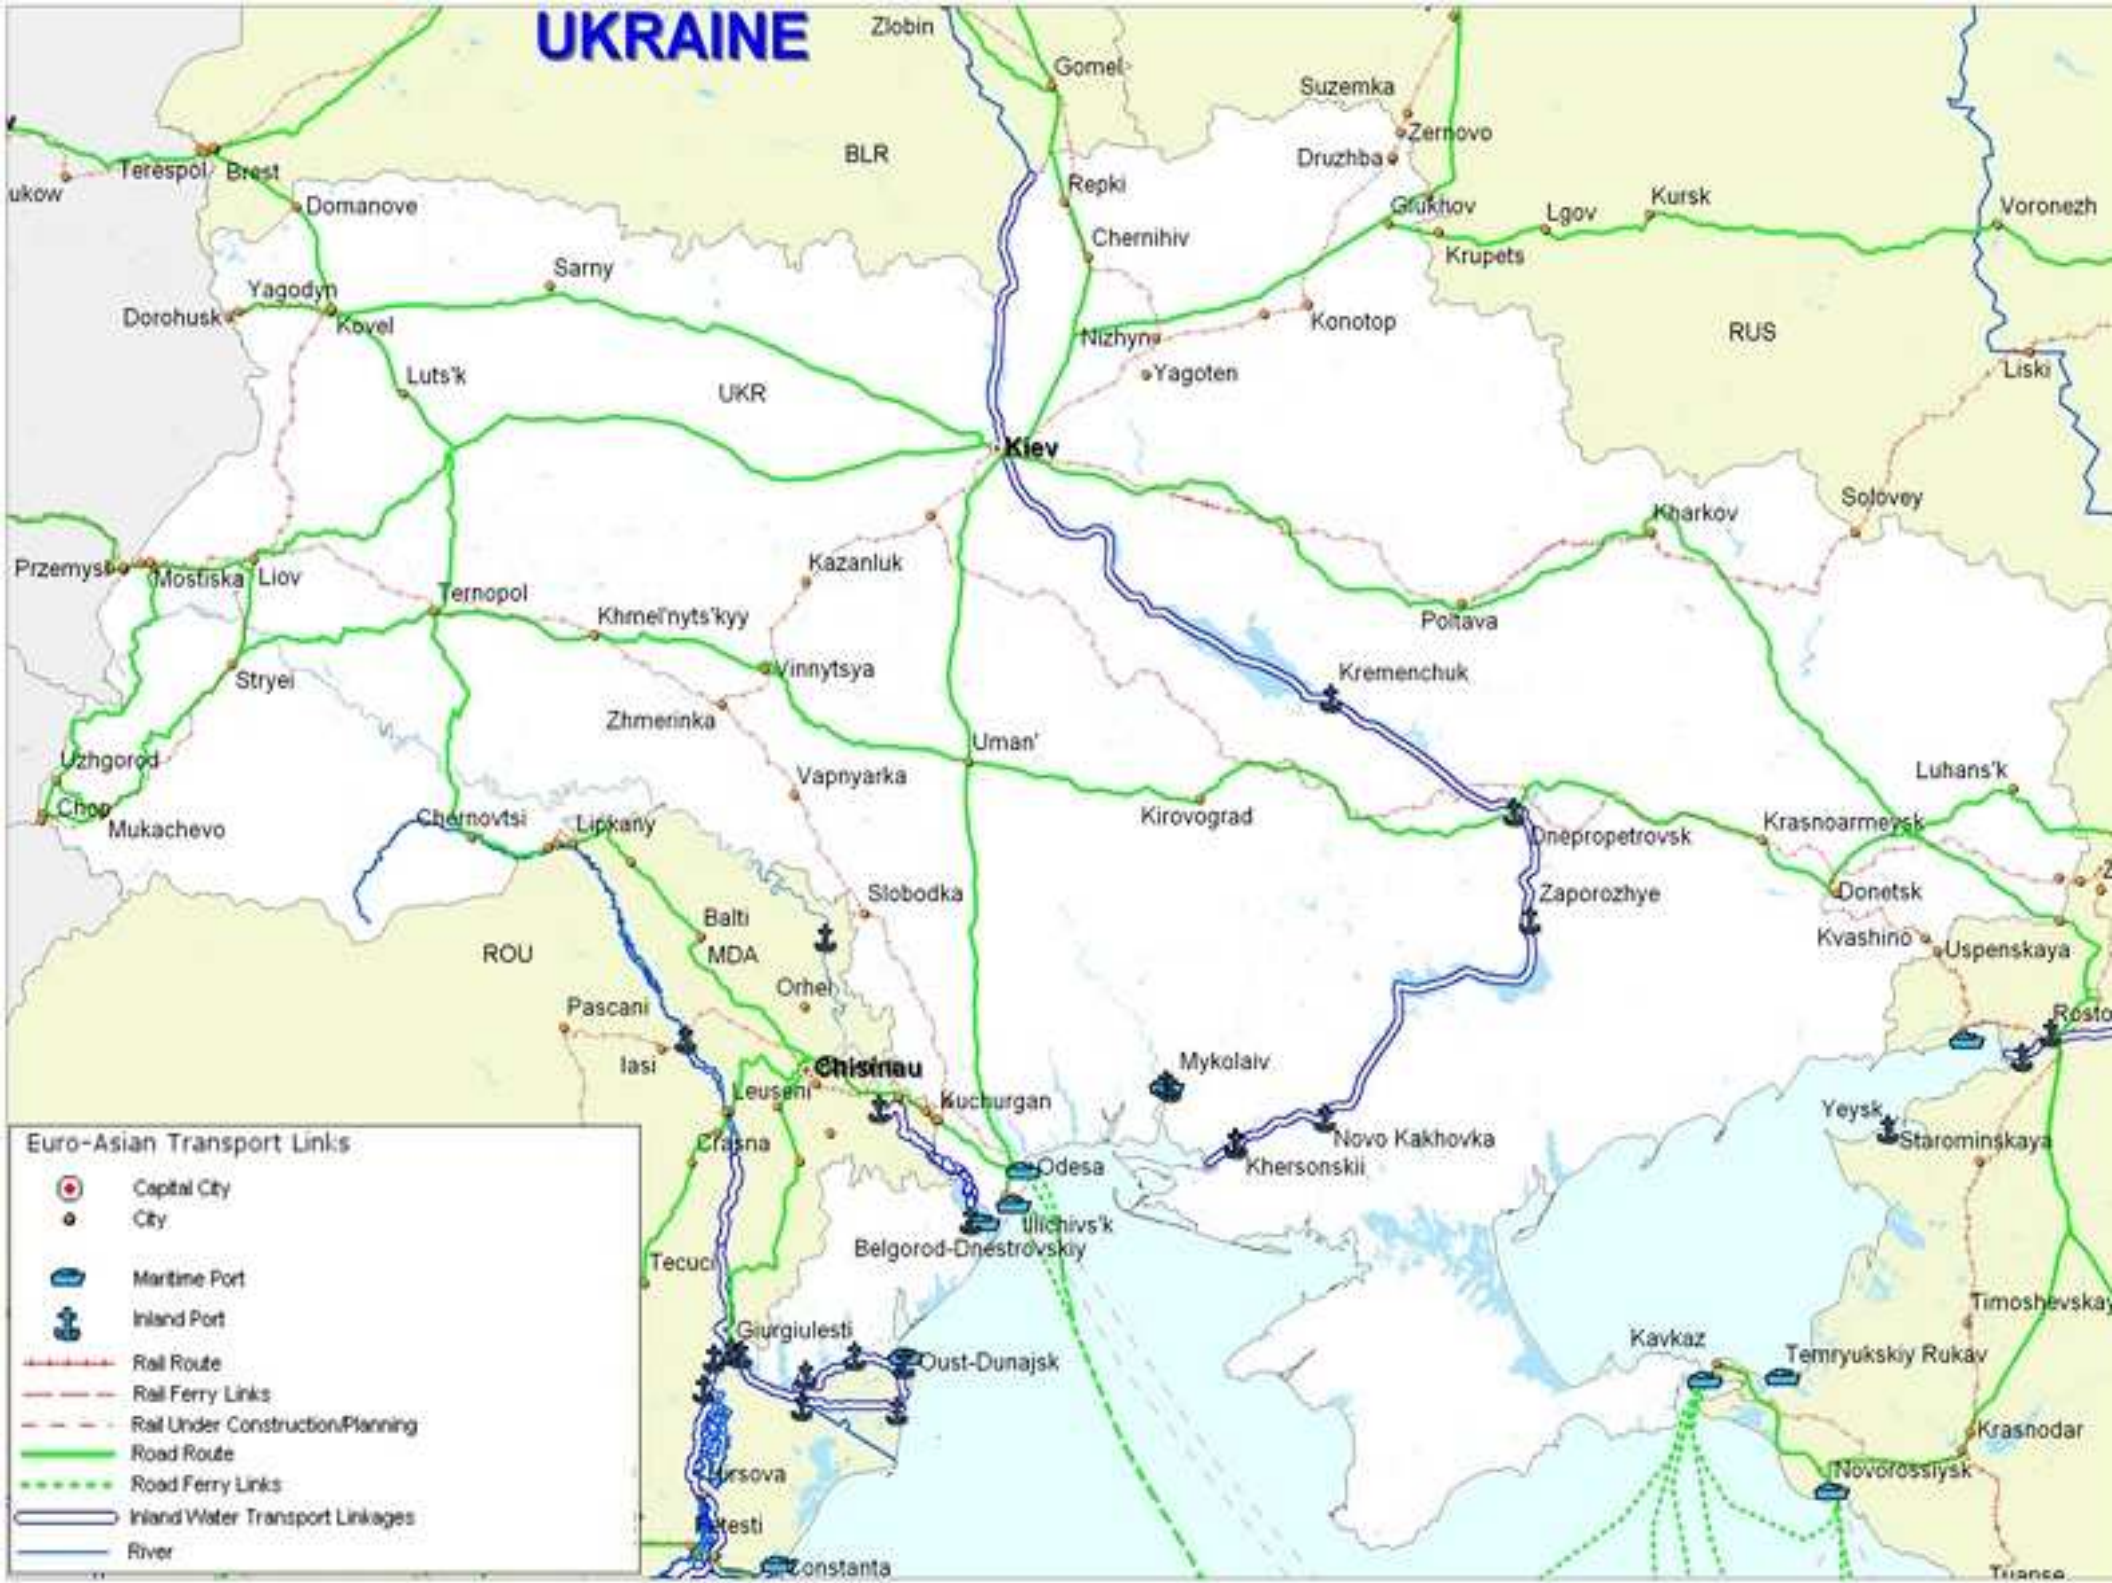 UKRAINE
Zlobin
Gomel
Suzemka
Zernovo
Druzhba
BLR
Terespol
Brest
ukow
Domanove
Repki
Glukhov
Lgov
Kursk
Voronezh
Chernihiv
Krupets
Sarny
Yagodyn
Dorohusk
Kovel
Konotop
Nizhyn
RUS
Liski
Luts'k
Yagoten
UKR
Kiev
Solovey
Kharkov
Kazanluk
Przemysl
Mostiska
Liov
Ternopol
Khmel'nyts'kyy
Poltava
Stryei
Vinnytsya
Kremenchuk
Zhmerinka
Uman'
Uzhgorod
Vapnyarka
Luhans'k
Chop
Mukachevo
Chernovtsi
Lipkany
Kirovograd
Dnepropetrovsk
Krasnoarmeysk
Slobodka
Zaporozhye
Donetsk
Balti
MDA
ROU
Kvashino
Uspenskaya
Orhei
Pascani
Rosto
Iasi
Chisinau
Mykolaiv
Leuseni
Kuchurgan
Yeysk
Starominskaya
Crasna
Novo Kakhovka
Khersonskii
Odesa
Ulichivs'k
Belgorod-Dnestrovskiy
Tecuci
Timoshevskay
Giurgiulesti
Oust-Dunajsk
Kavkaz
Temryukskiy Rukav
Krasnodar
Hirsova
Novorossiysk
Fetesti
Constanta
Tuapse
Euro-Asian Transport Links
Capital City
City
Maritime Port
Inland Port
Rail Route
Rail Ferry Links
Rail Under Construction/Planning
Road Route
Road Ferry Links
Inland Water Transport Linkages
River